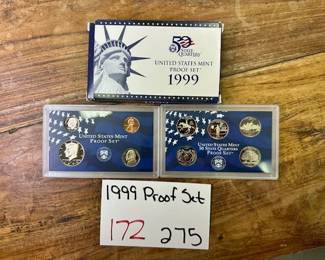 50
STATE
QUARTERS
UNITED STATES MINT
PROOF SET
1999
UNITED STATES MINT
PROOF SET
UNITED STATES MINT
50 STATE QUARTERS
PROOF SET
1999 Proof Set
172 275